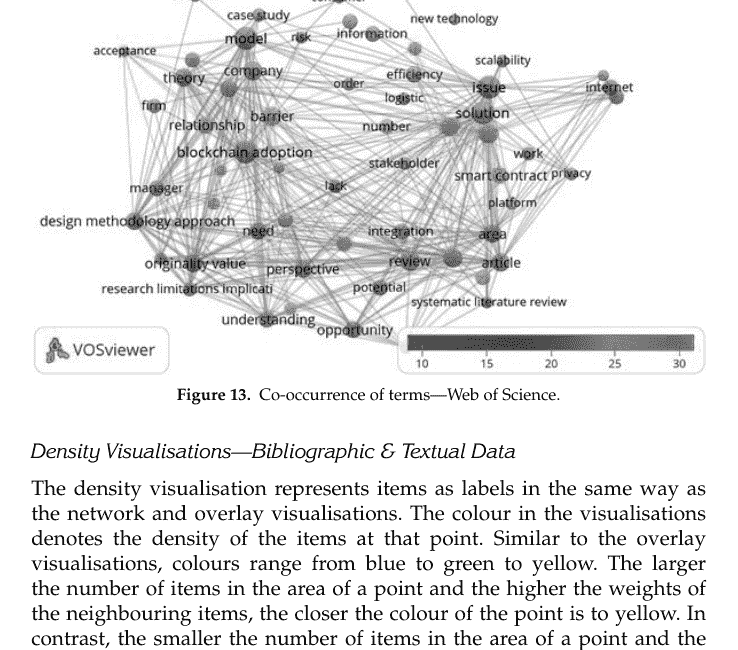 case study
new technology
model
risk
information
acceptance
scalability
theory
company
efficiency
order
issue
internet
logistic
firm
barrier
solution
relationship
number
blockchain adoption
work
stakeholder
smart contract
privacy
lack
manager
platform
design methodology approach
need
integration
area
originality value
perspective
review
article
research limitations implicati
potential
systematic literature review
understanding
opportunity
VOSviewer
10 15 20 25 30
Figure 13. Co-occurrence of terms—Web of Science.
Density Visualisations—Bibliographic & Textual Data
The density visualisation represents items as labels in the same way as
the network and overlay visualisations. The colour in the visualisations
denotes the density of the items at that point. Similar to the overlay
visualisations, colours range from blue to green to yellow. The larger
the number of items in the area of a point and the higher the weights of
the neighbouring items, the closer the colour of the point is to yellow. In
contrast, the smaller the number of items in the area of a point and the